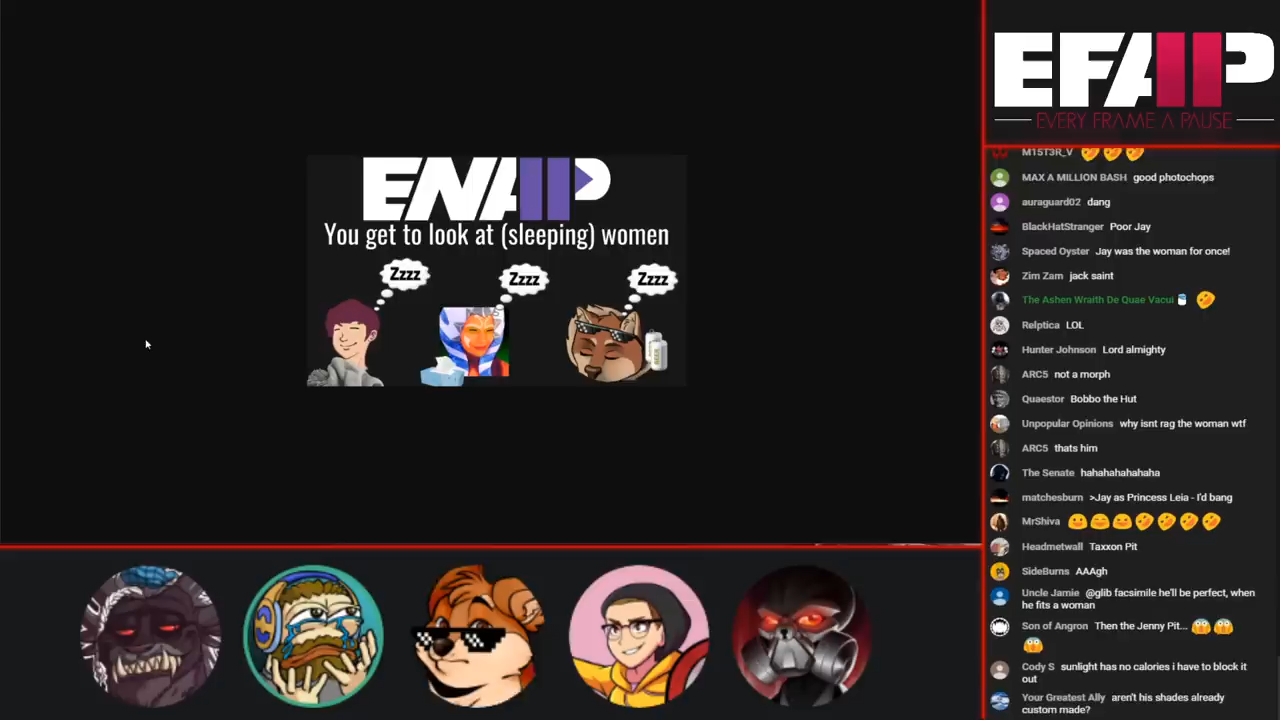 ENAP
You get to look at (sleeping) women
Zzzz
Zzzz
Zzzz
EFAP
EVERY FRAME A PAUSE
M1ST3R_V
MAX A MILLION BASH good photochops
auraguard02 dang
BlackHatStranger Poor Jay
Spaced Oyster Jay was the woman for once!
Zim Zam jack saint
The Ashen Wraith De Quae Vacui
Relptica LOL
Hunter Johnson Lord almighty
ARC5 not a morph
Quaestor Bobbo the Hut
Unpopular Opinions why isnt rag the woman wtf
ARC5 thats him
The Senate hahahahahahaha
matchesburn >Jay as Princess Leia - I'd bang
MrShiva
Headmetwall Taxxon Pit
SideBurns AAAgh
Uncle Jamie @glib facsimile he'll be perfect, when
he fits a woman
Son of Angron Then the Jenny Pit...
Cody S sunlight has no calories i have to block it
out
Your Greatest Ally aren't his shades already
custom made?